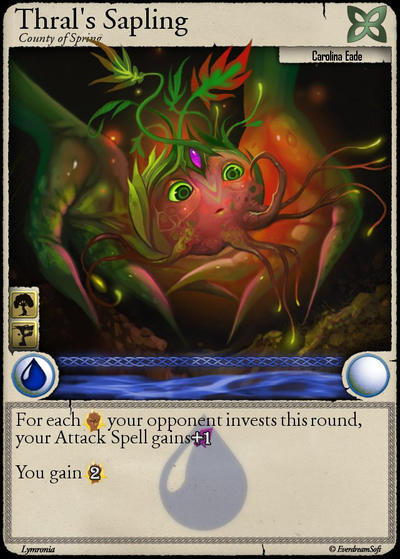 Thral's Sapling
County of Spring
Carolina Eade
For each your opponent invests this round,
your Attack Spell gains +1
You gain 2
Lymronia
© EverdreamSoft